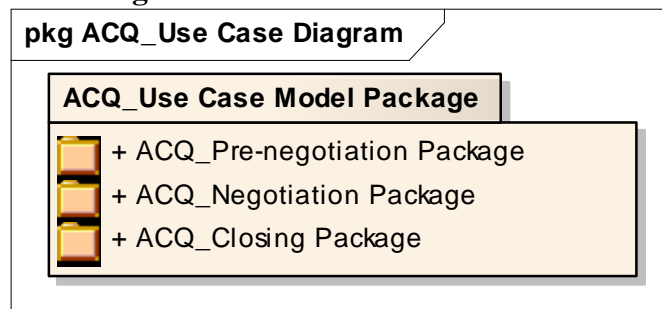 pkg ACQ_Use Case Diagram
ACQ_Use Case Model Package
+ ACQ_Pre-negotiation Package
+ ACQ_Negotiation Package
+ ACQ_Closing Package